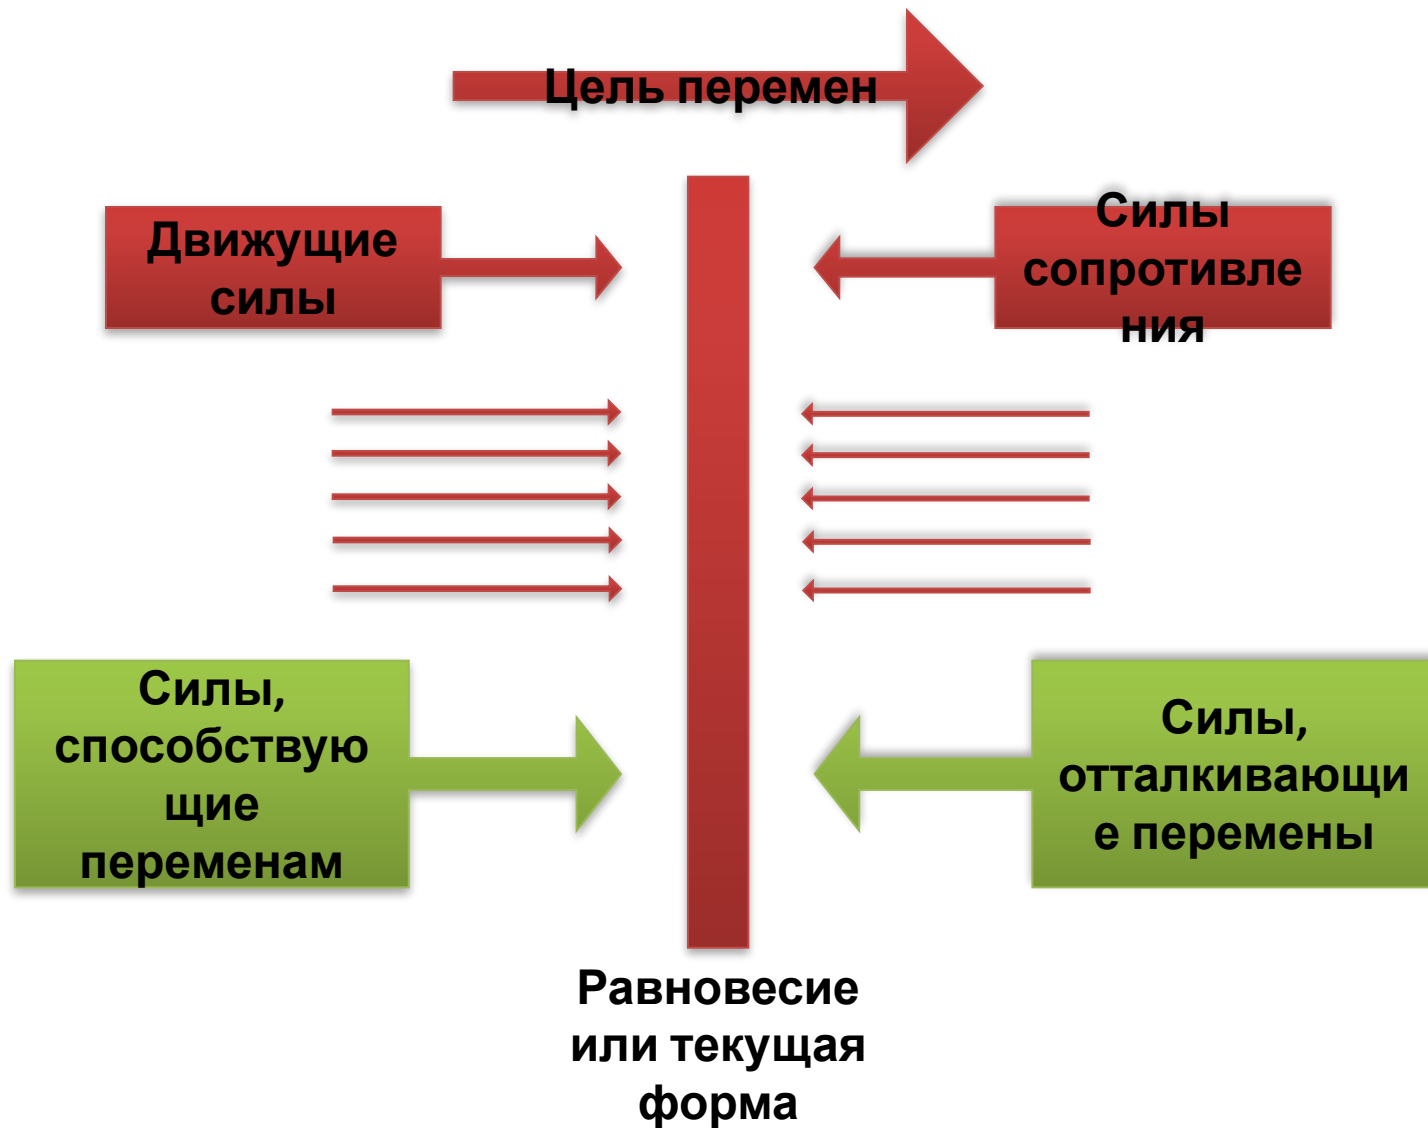 Цель перемен
Движущие
силы
Силы
сопротивле
ния
Силы,
способствую
щие
переменам
Силы,
отталкивающи
е перемены
Равновесие
или текущая
форма